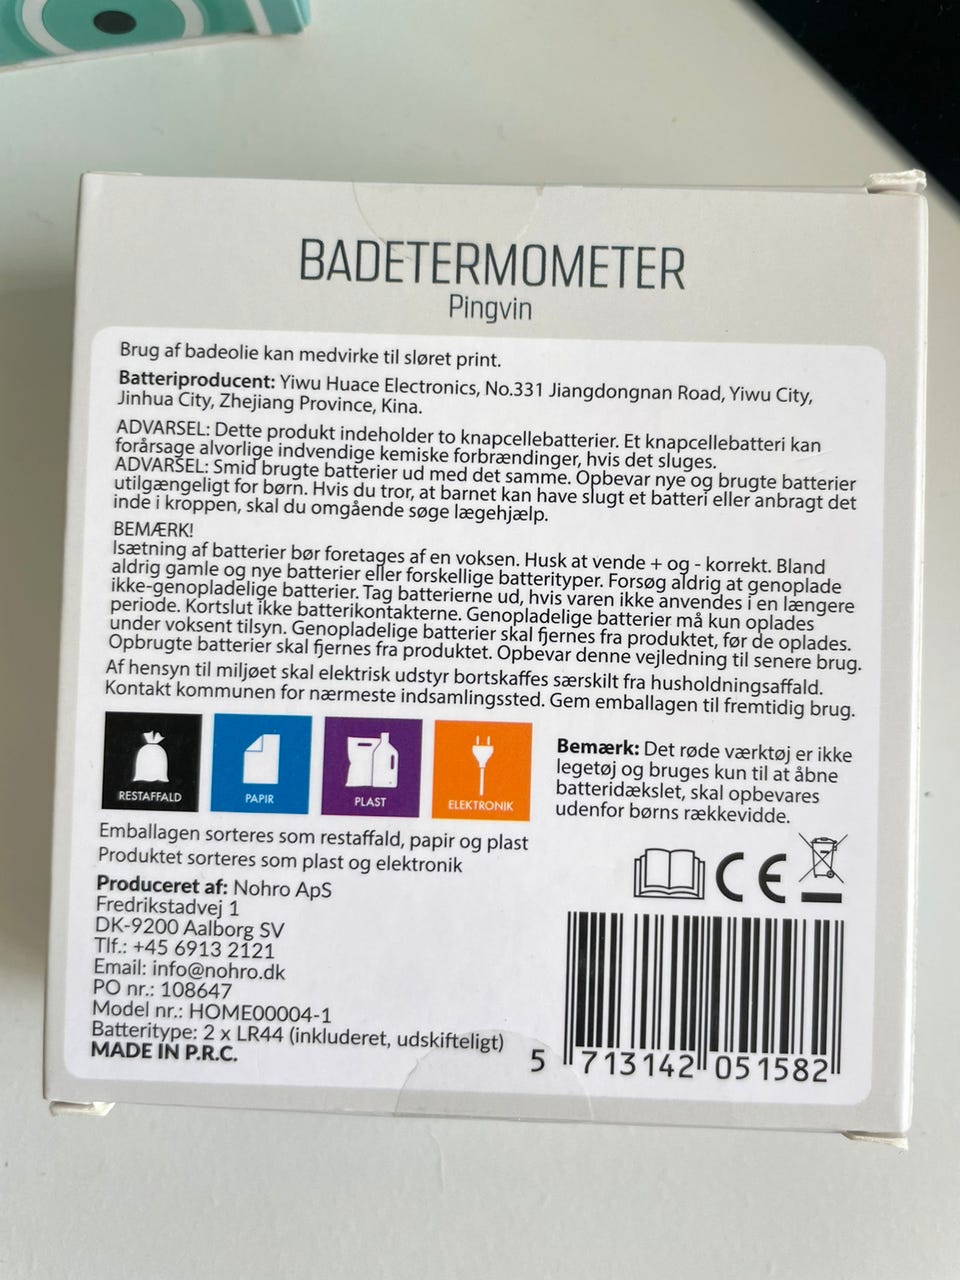 BADETERMOMETER
Pingvin
Brug af badeolie kan medvirke til sløret print.
Batteriproducent: Yiwu Huace Electronics, No.331 Jiangdongnan Road, Yiwu City,
Jinhua City, Zhejiang Province, Kina.
ADVARSEL: Dette produkt indeholder to knapcellebatterier. Et knapcellebatteri kan
forårsage alvorlige indvendige kemiske forbrændinger, hvis det sluges.
ADVARSEL: Smid brugte batterier ud med det samme. Opbevar nye og brugte batterier
utilgængeligt for børn. Hvis du tror, at barnet kan have slugt et batteri eller anbragt det
inde i kroppen, skal du omgående søge lægehjælp.
BEMÆRK!
Isætning af batterier bør foretages af en voksen. Husk at vende + og - korrekt. Bland
aldrig gamle og nye batterier eller forskellige batterityper. Forsøg aldrig at genoplade
ikke-genopladelige batterier. Tag batterierne ud, hvis varen ikke anvendes i en længere
periode. Kortslut ikke batterikontakterne. Genopladelige batterier må kun oplades
under voksent tilsyn. Genopladelige batterier skal fjernes fra produktet, før de oplades.
Opbrugte batterier skal fjernes fra produktet. Opbevar denne vejledning til senere brug.
Af hensyn til miljøet skal elektrisk udstyr bortskaffes særskilt fra husholdningsaffald.
Kontakt kommunen for nærmeste indsamlingssted. Gem emballagen til fremtidig brug.
RESTAFFALD PAPIR PLAST ELEKTRONIK
Bemærk: Det røde værktøj er ikke
legetøj og bruges kun til at åbne
batteridækslet, skal opbevares
udenfor børns rækkevidde.
Emballagen sorteres som restaffald, papir og plast
Produktet sorteres som plast og elektronik
CE
Produceret af: Nohro ApS
Fredrikstadvej 1
DK-9200 Aalborg SV
Tlf.: +45 6913 2121
Email: info@nohro.dk
PO nr.: 108647
Model nr.: HOME00004-1
Batteritype: 2 x LR44 (inkluderet, udskifteligt)
MADE IN P.R.C.
5 713142 051582